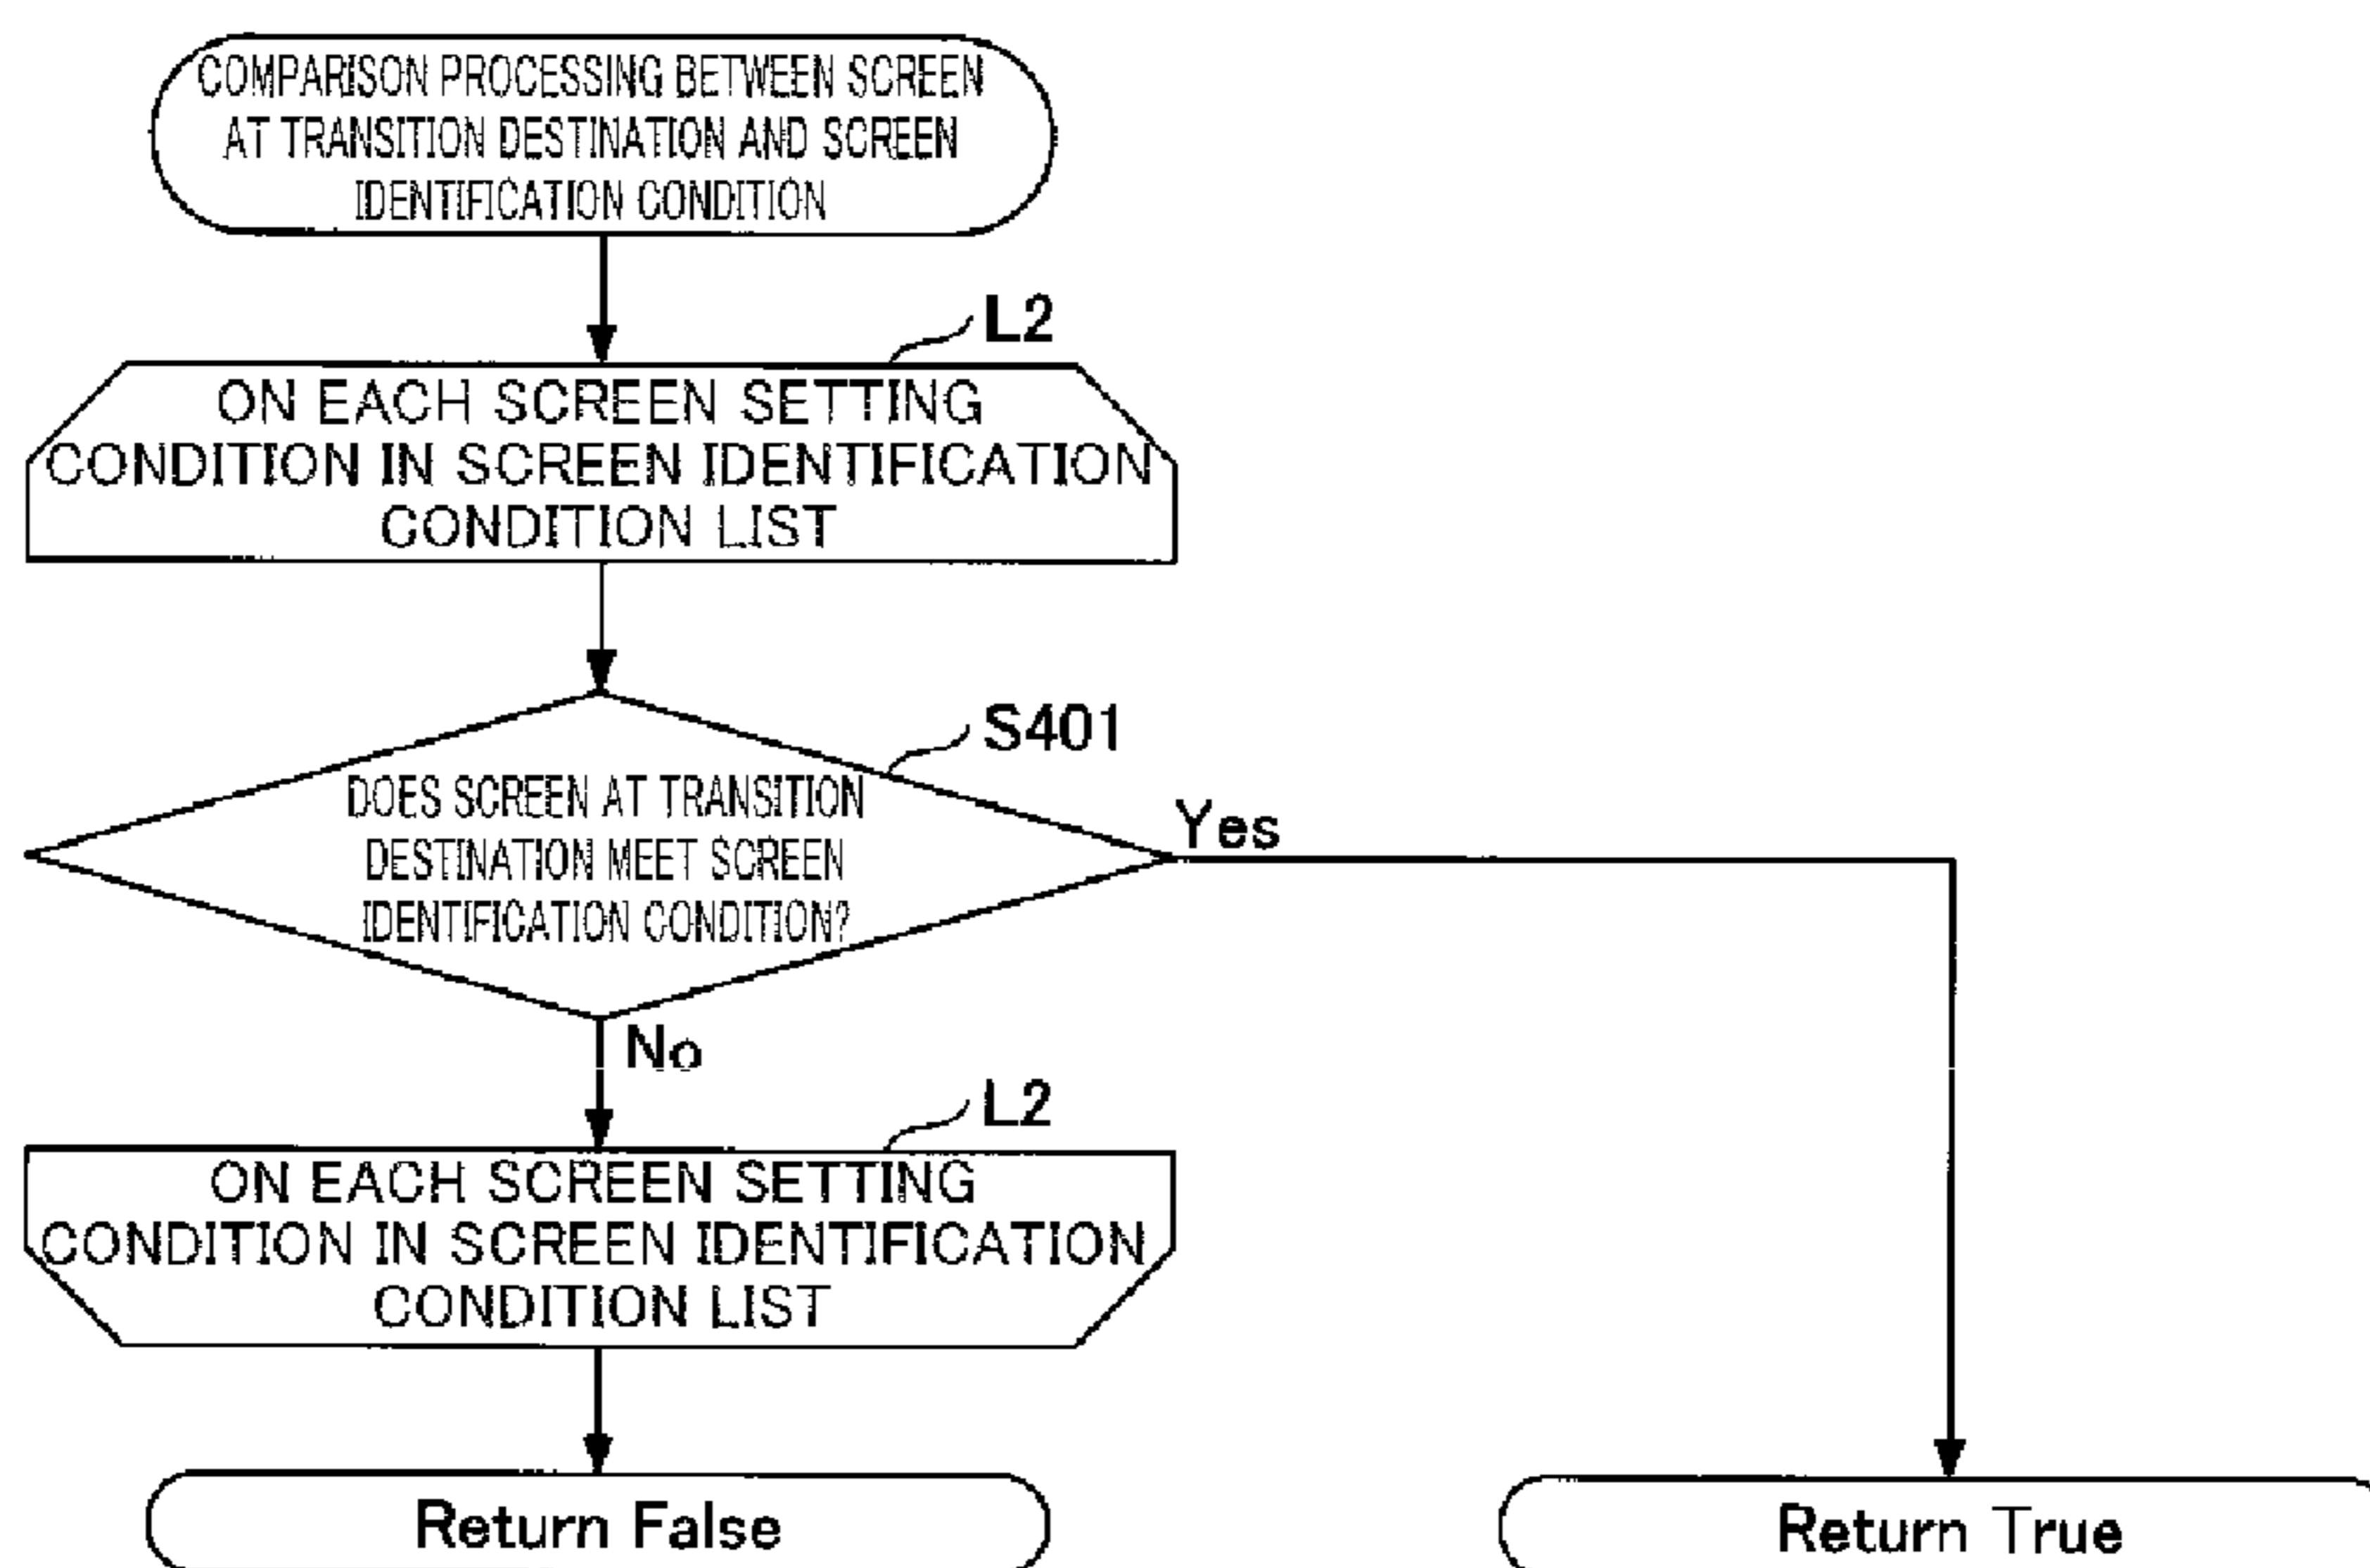 COMPARISON PROCESSING BETWEEN SCREEN
AT TRANSITION DESTINATION AND SCREEN
IDENTIFICATION CONDITION
L2
ON EACH SCREEN SETTING
CONDITION IN SCREEN IDENTIFICATION
CONDITION LIST
S401
DOES SCREEN AT TRANSITION
DESTINATION MEET SCREEN
IDENTIFICATION CONDITION?
Yes
No
L2
ON EACH SCREEN SETTING
CONDITION IN SCREEN IDENTIFICATION
CONDITION LIST
Return False
Return True